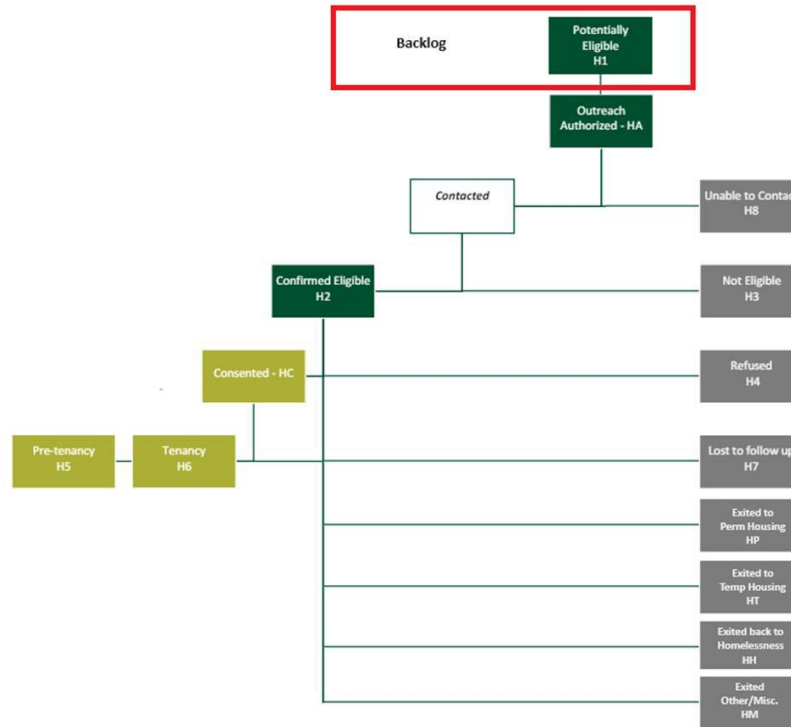 Backlog
Potentially
Eligible
H1
Outreach
Authorized - HA
Contacted
Unable to Contac
H8
Confirmed Eligible
H2
Not Eligible
H3
Consented - HC
Refused
H4
Pre-tenancy
H5
Tenancy
H6
Lost to follow up
H7
Exited to
Perm Housing
HP
Exited to
Temp Housing
HT
Exited back to
Homelessness
HH
Exited
Other/Misc.
HM